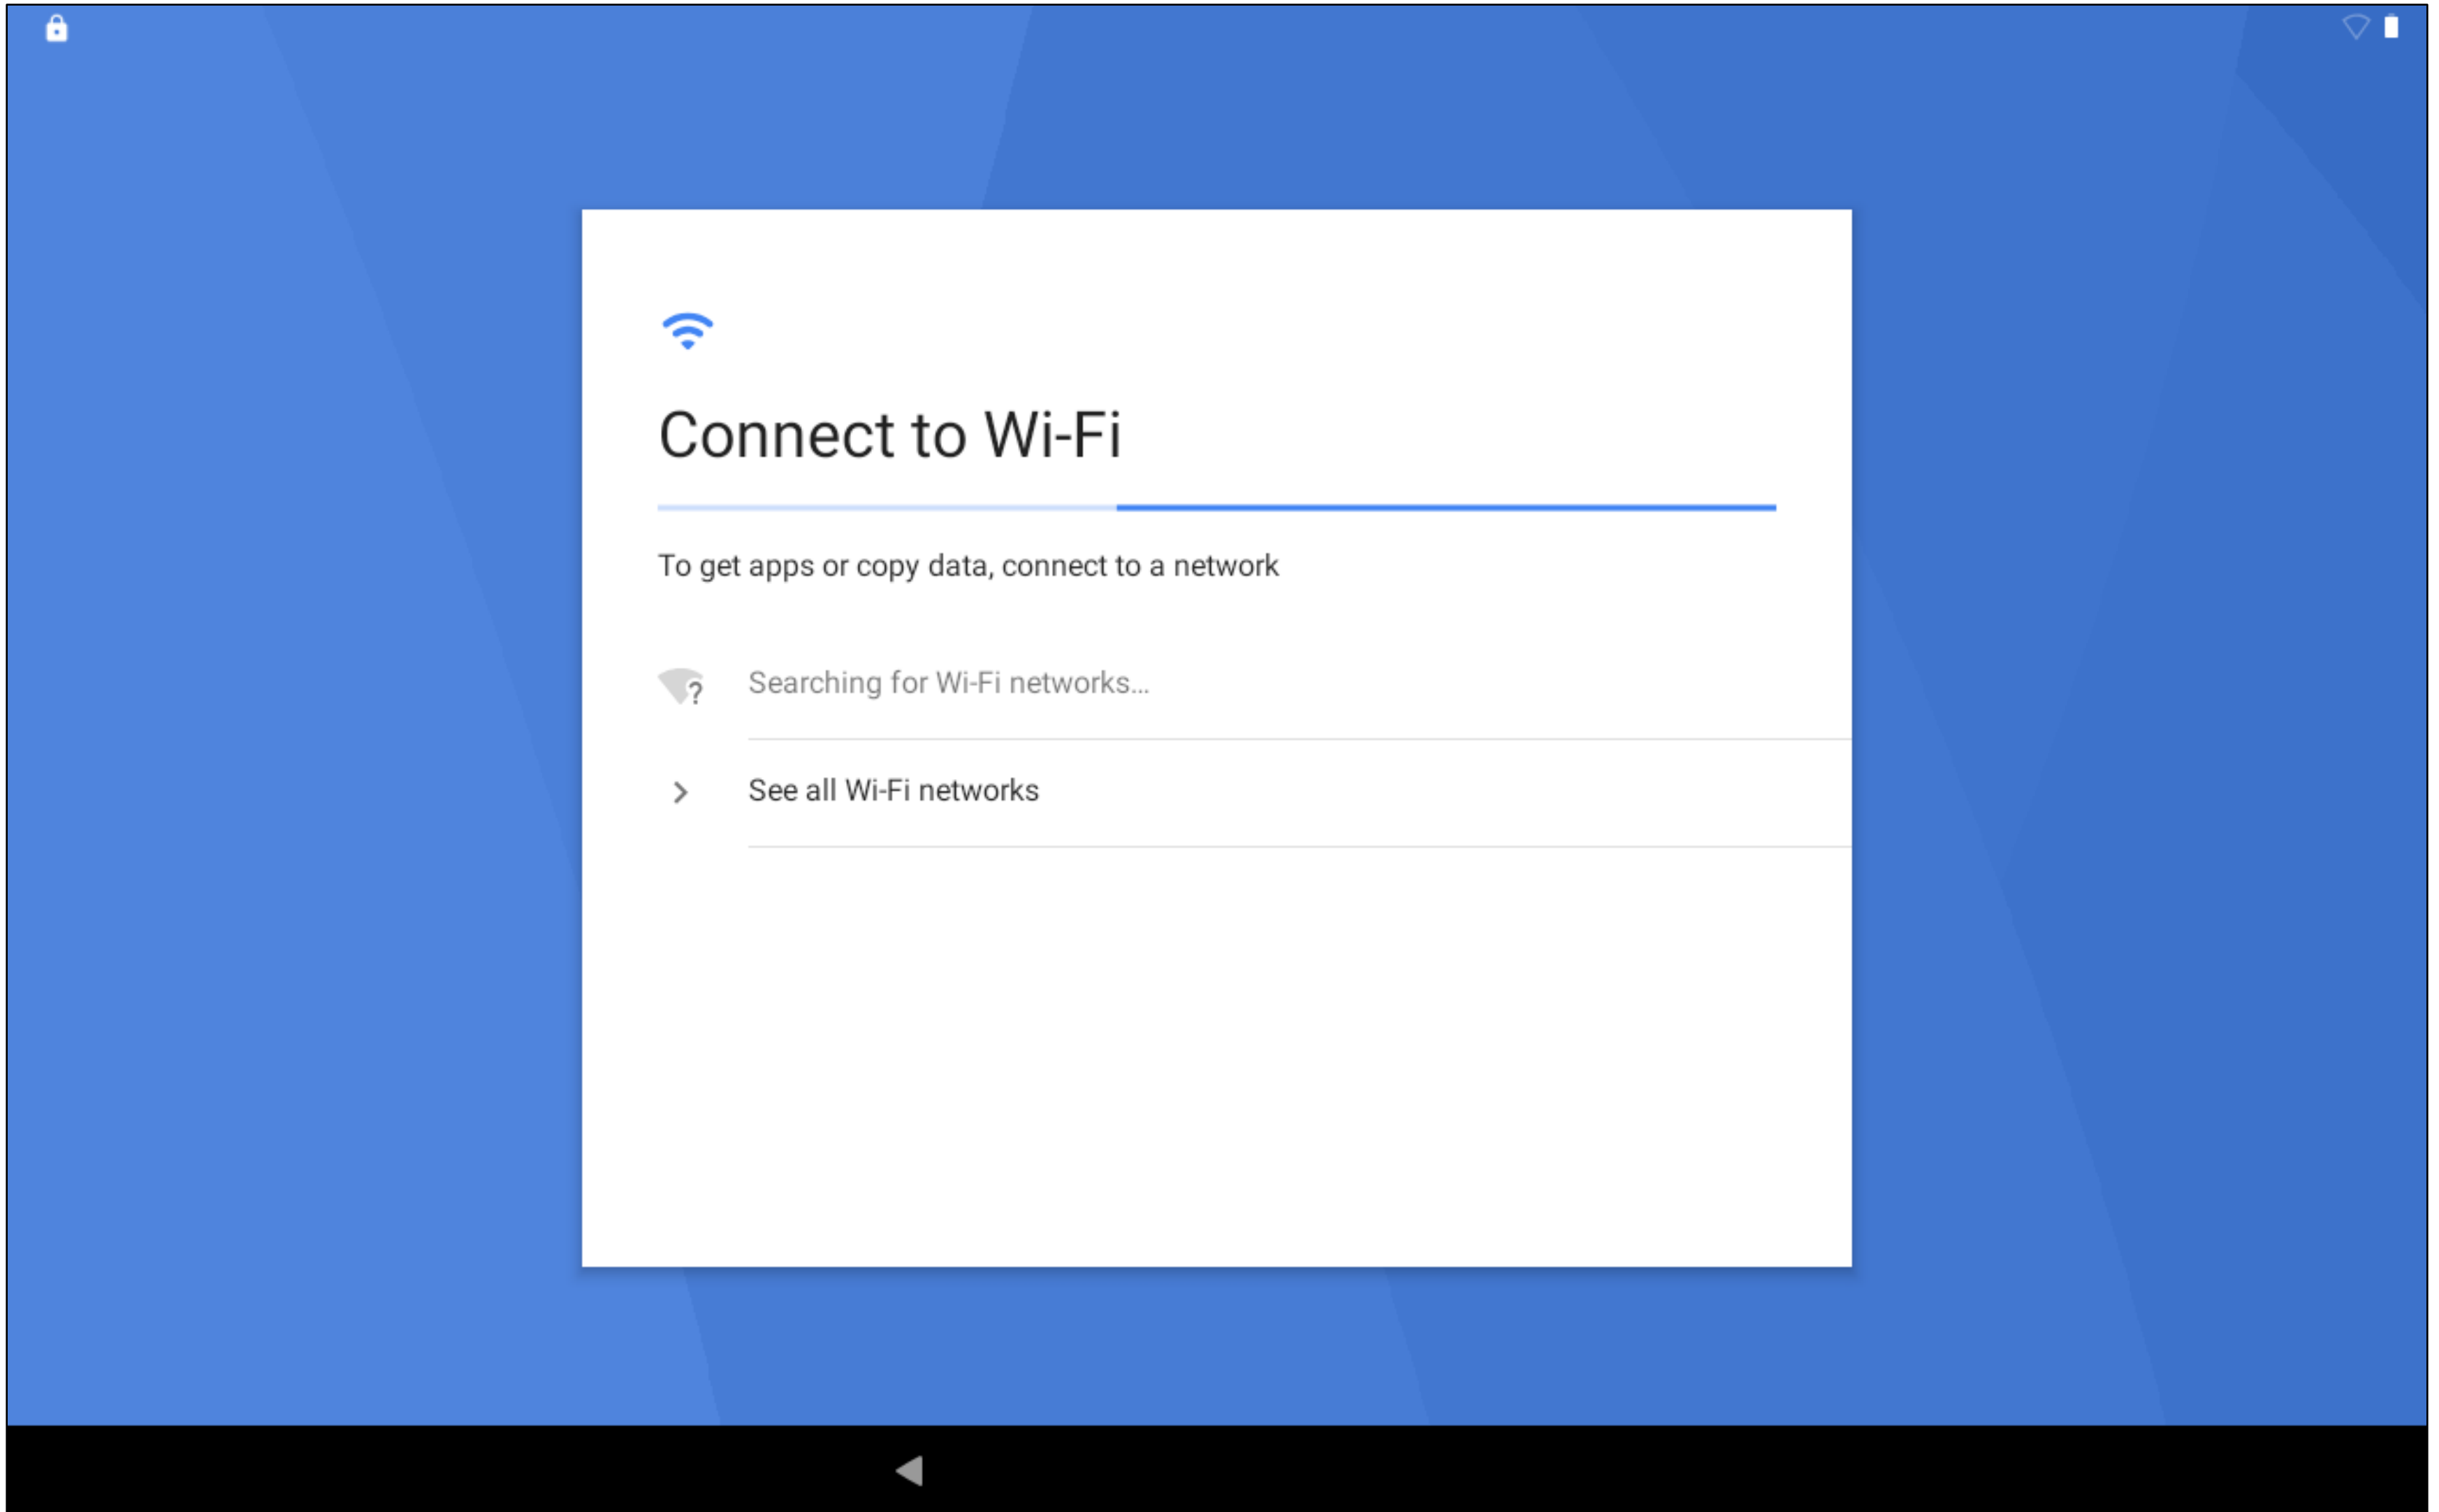 Connect to Wi-Fi
To get apps or copy data, connect to a network
Searching for Wi-Fi networks…
See all Wi-Fi networks